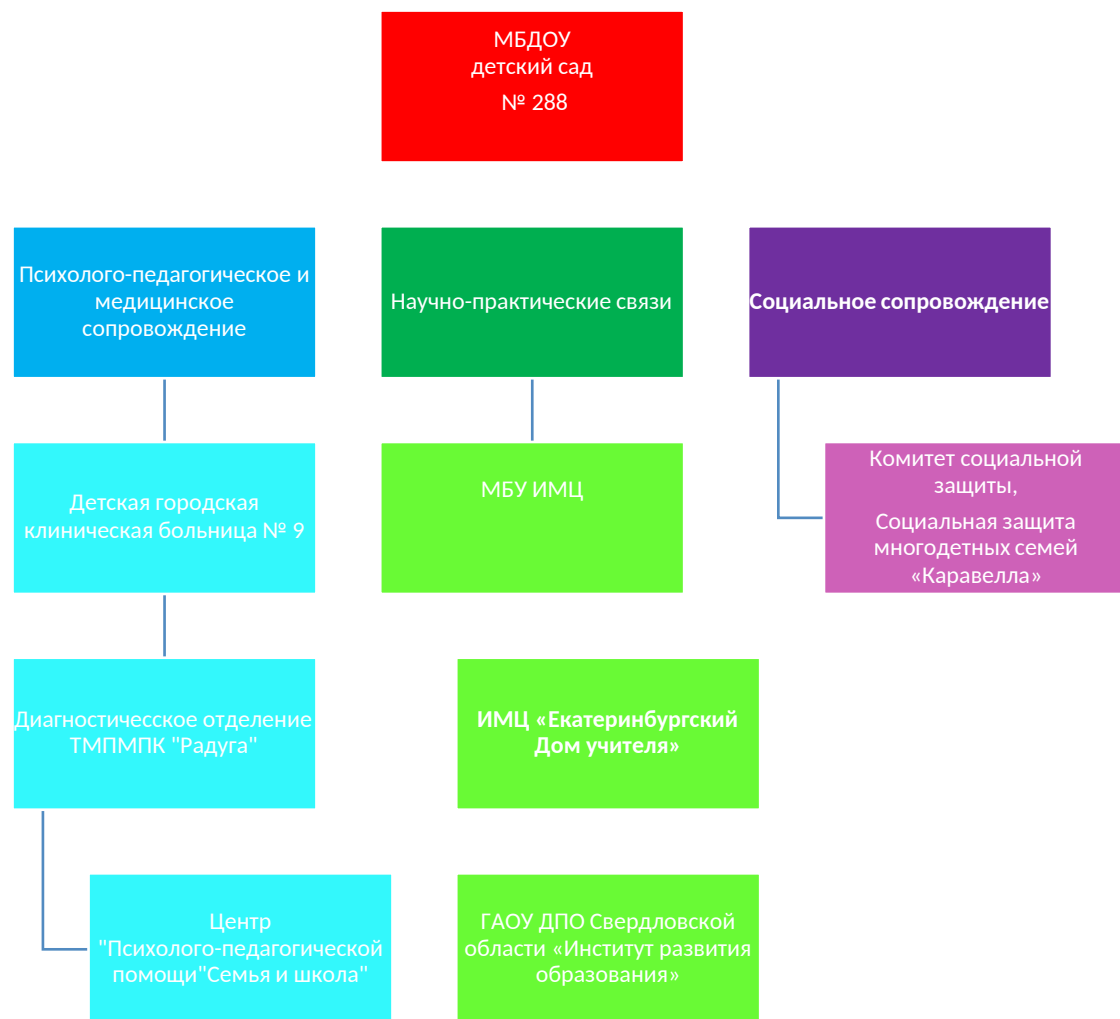 МБДОУ
детский сад
№ 288
Психолого-педагогическое и
медицинское
сопровождение
Научно-практические связи
Социальное сопровождение
Детская городская
клиническая больница № 9
МБУ ИМЦ
Комитет социальной
защиты,
Социальная защита
многодетных семей
«Каравелла»
Диагностичесское отделение
ТМПМПК "Радуга"
ИМЦ «Екатеринбургский
Дом учителя»
Центр
"Психолого-педагогической
помощи"Семья и школа"
ГАОУ ДПО Свердловской
области «Институт развития
образования»